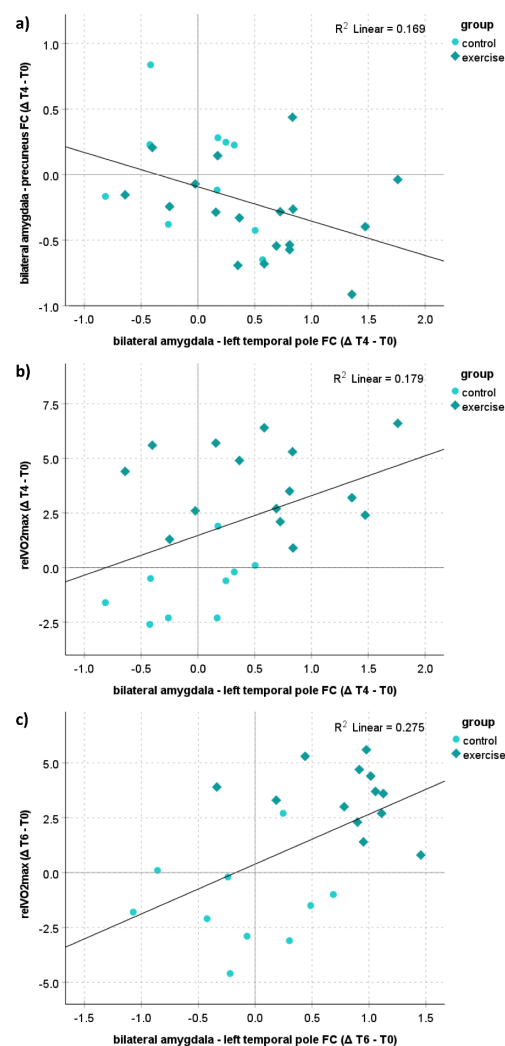 a)
R² Linear = 0.169
group
control
exercise
bilateral amygdala - precuneus FC (Δ T4 - T0)
1.0
0.5
0.0
-0.5
-1.0
-1.0 -0.5 0.0 0.5 1.0 1.5 2.0
bilateral amygdala - left temporal pole FC (Δ T4 - T0)
b)
R² Linear = 0.179
group
control
exercise
relVO2max (Δ T4 - T0)
7.5
5.0
2.5
0.0
-2.5
-1.0 -0.5 0.0 0.5 1.0 1.5 2.0
bilateral amygdala - left temporal pole FC (Δ T4 - T0)
c)
R² Linear = 0.275
group
control
exercise
relVO2max (Δ T6 - T0)
5.0
2.5
0.0
-2.5
-5.0
-1.5 -1.0 -0.5 0.0 0.5 1.0 1.5
bilateral amygdala - left temporal pole FC (Δ T6 - T0)